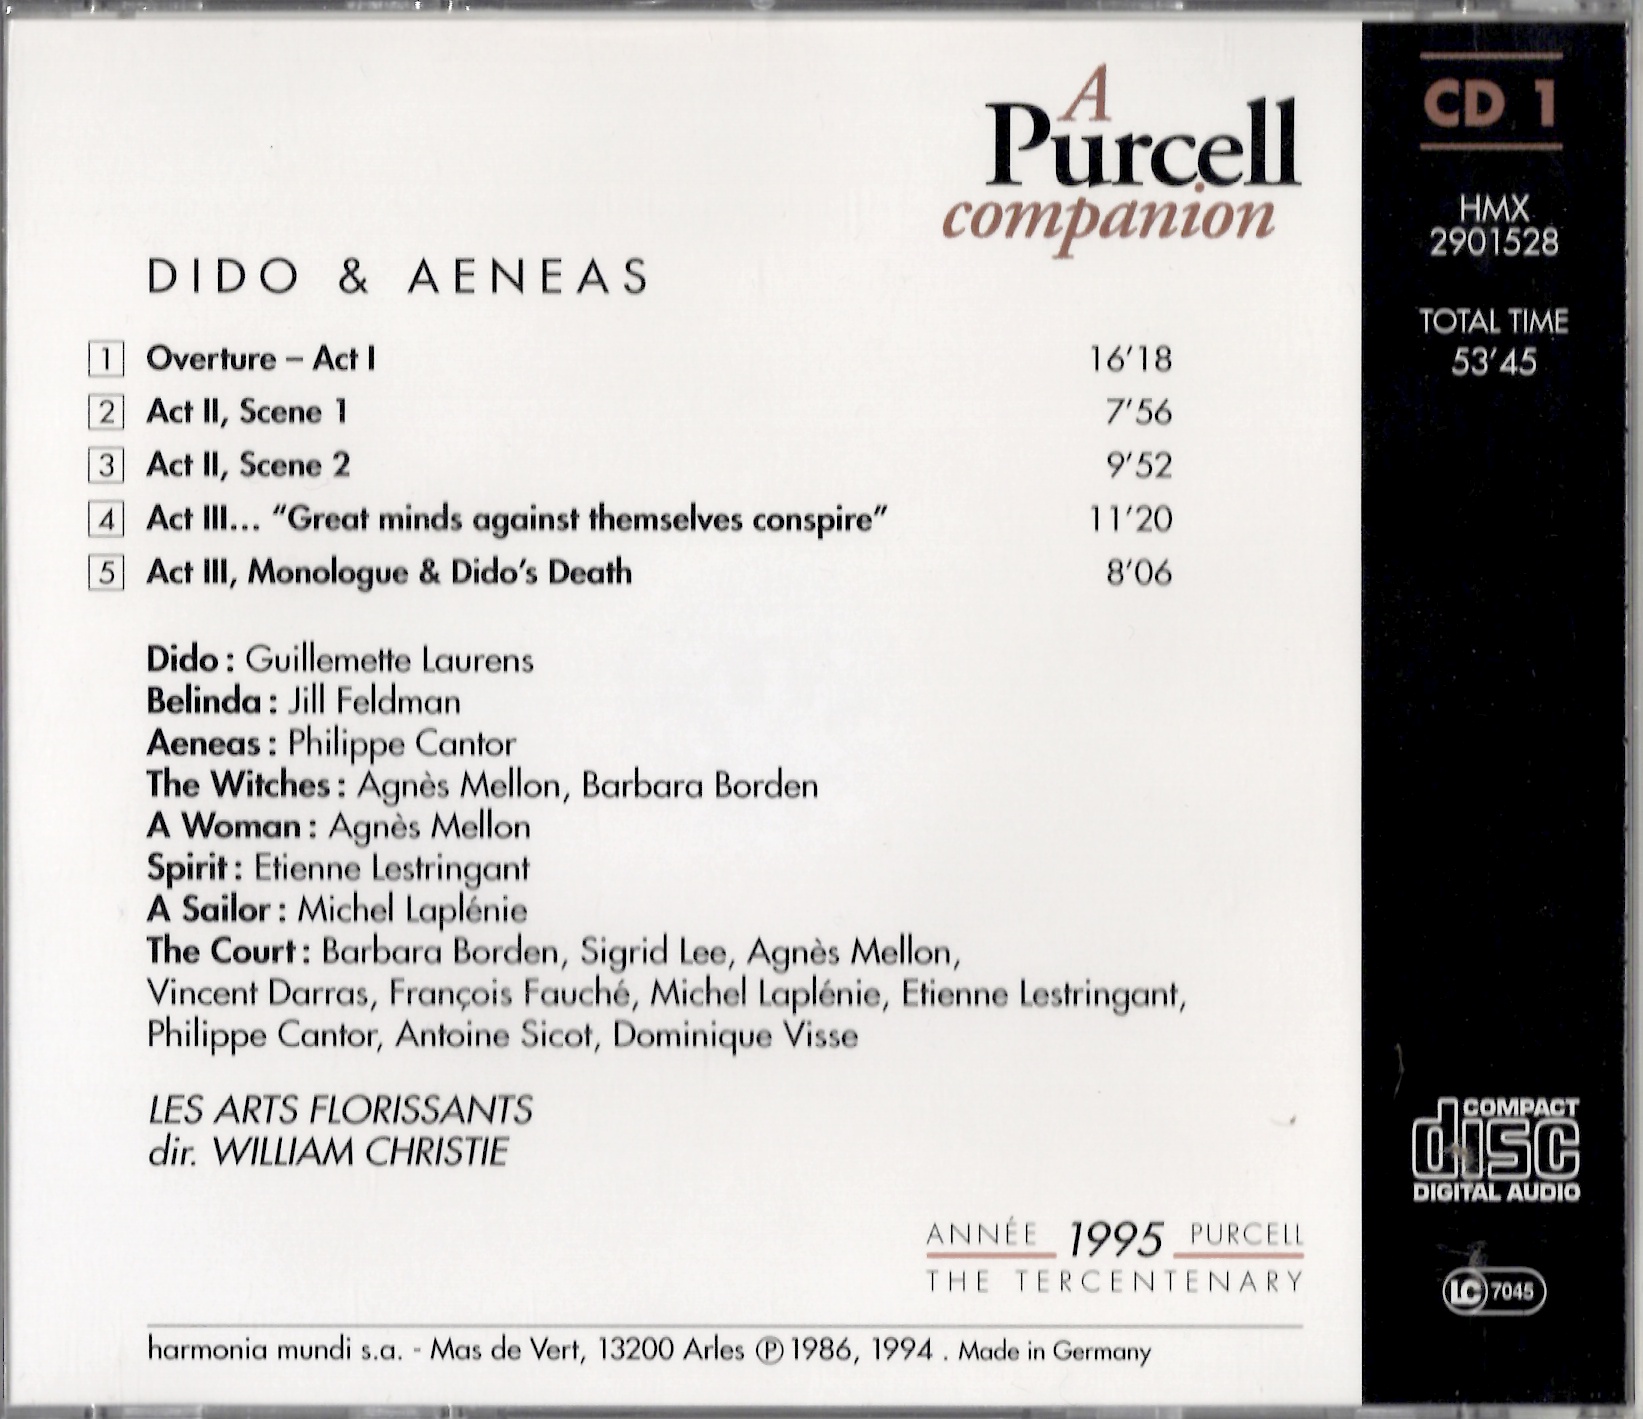 A
Purcell
companion
DIDO & AENEAS
1 Overture – Act I 16'18
2 Act II, Scene 1 7'56
3 Act II, Scene 2 9'52
4 Act III... “Great minds against themselves conspire” 11'20
5 Act III, Monologue & Dido's Death 8'06
Dido : Guillemette Laurens
Belinda : Jill Feldman
Aeneas : Philippe Cantor
The Witches : Agnès Mellon, Barbara Borden
A Woman : Agnès Mellon
Spirit : Etienne Lestringant
A Sailor : Michel Laplénie
The Court : Barbara Borden, Sigrid Lee, Agnès Mellon,
Vincent Darras, François Fauché, Michel Laplénie, Etienne Lestringant,
Philippe Cantor, Antoine Sicot, Dominique Visse
LES ARTS FLORISSANTS
dir. WILLIAM CHRISTIE
ANNÉE 1995 PURCELL
THE TERCENTENARY
harmonia mundi s.a. - Mas de Vert, 13200 Arles ℗ 1986, 1994 . Made in Germany
CD 1
HMX
2901528
TOTAL TIME
53'45
COMPACT
disc
DIGITAL AUDIO
LC 7045